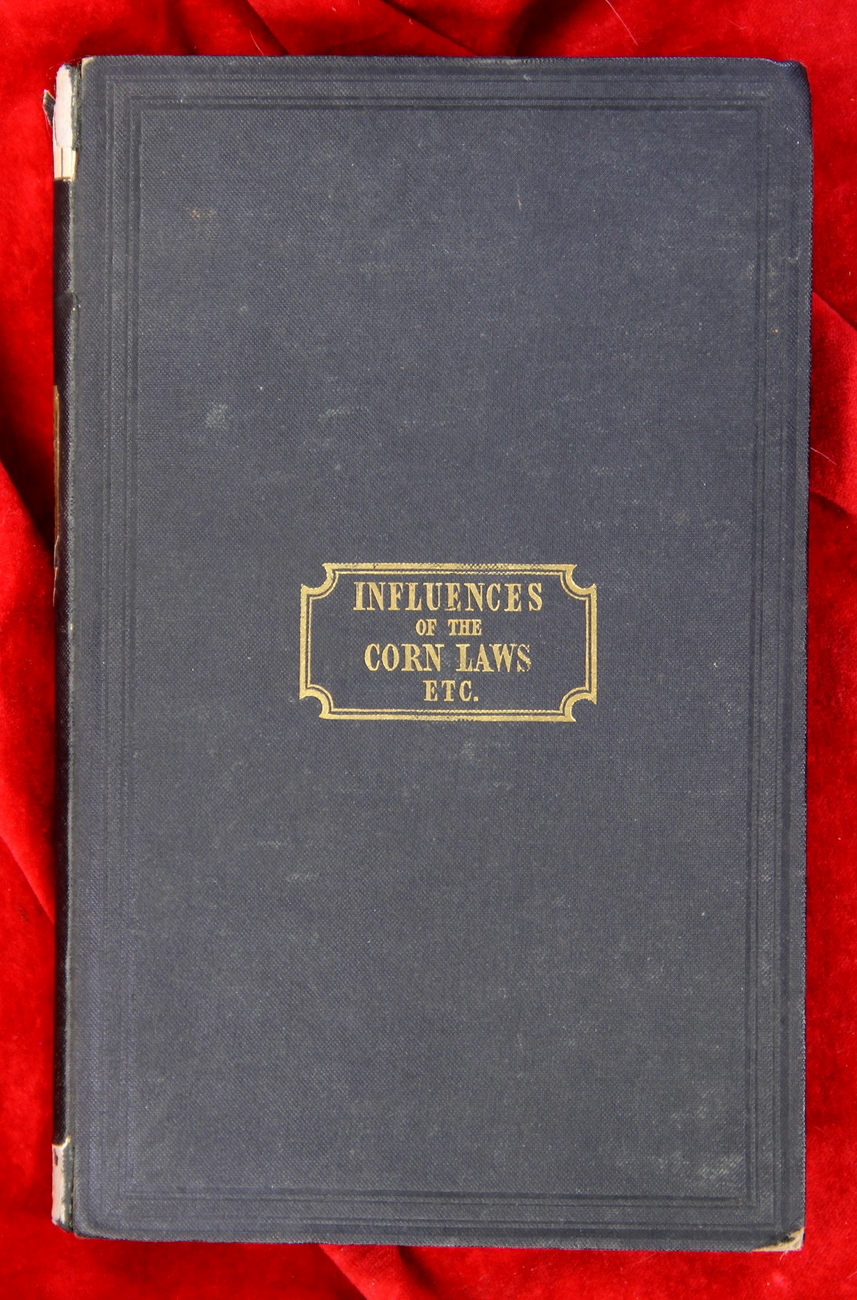 INFLUENCES
OF THE
CORN LAWS
ETC.